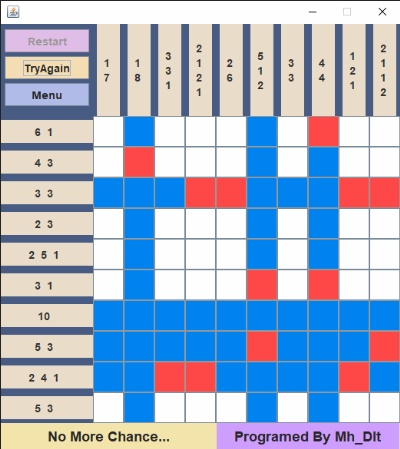 Restart
TryAgain
Menu
1 1 3 2 2 5 3 4 1 2
7 8 3 1 6 1 3 4 2 1
1 2 2 1 1
1 2
6 1
4 3
3 3
2 3
2 5 1
3 1
10
5 3
2 4 1
5 3
No More Chance...
Programed By Mh_Dlt